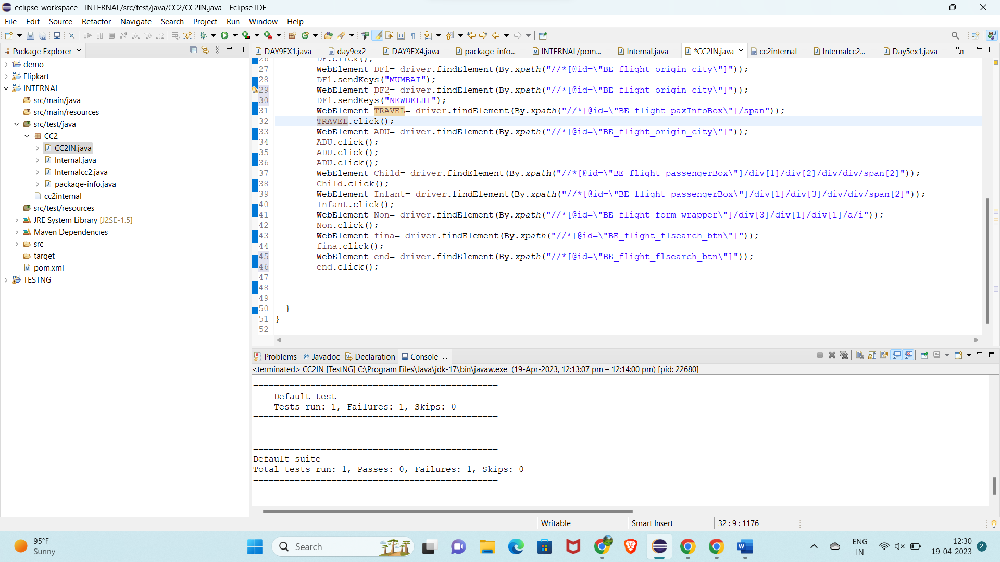 eclipse-workspace - INTERNAL/src/test/java/CC2/CC2IN.java - Eclipse IDE
File Edit Source Refactor Navigate Search Project Run Window Help
Package Explorer
demo
Flipkart
INTERNAL
src/main/java
src/main/resources
src/test/java
CC2
CC2IN.java
Internal.java
Internalcc2.java
package-info.java
cc2internal
src/test/resources
JRE System Library [J2SE-1.5]
Maven Dependencies
src
target
pom.xml
TESTNG
DAY9EX1.java day9ex2 DAY9EX4.java package-info... INTERNAL/pom... Internal.java *CC2IN.java cc2internal Internalcc2... Day5ex1.java »31
26 DF.click();
27 WebElement DF1= driver.findElement(By.xpath("//*[@id=\"BE_flight_origin_city\"]"));
28 DF1.sendKeys("MUMBAI");
29 WebElement DF2= driver.findElement(By.xpath("//*[@id=\"BE_flight_origin_city\"]"));
30 DF1.sendKeys("NEWDELHI");
31 WebElement TRAVEL= driver.findElement(By.xpath("//*[@id=\"BE_flight_paxInfoBox\"]/span"));
32 TRAVEL.click();
33 WebElement ADU= driver.findElement(By.xpath("//*[@id=\"BE_flight_origin_city\"]"));
34 ADU.click();
35 ADU.click();
36 ADU.click();
37 WebElement Child= driver.findElement(By.xpath("//*[@id=\"BE_flight_passengerBox\"]/div[1]/div[2]/div/div/span[2]"));
38 Child.click();
39 WebElement Infant= driver.findElement(By.xpath("//*[@id=\"BE_flight_passengerBox\"]/div[1]/div[3]/div/div/span[2]"));
40 Infant.click();
41 WebElement Non= driver.findElement(By.xpath("//*[@id=\"BE_flight_form_wrapper\"]/div[3]/div[1]/div[1]/a/i"));
42 Non.click();
43 WebElement fina= driver.findElement(By.xpath("//*[@id=\"BE_flight_flsearch_btn\"]"));
44 fina.click();
45 WebElement end= driver.findElement(By.xpath("//*[@id=\"BE_flight_flsearch_btn\"]"));
46 end.click();
47
48
49
50 }
51 }
52
Problems Javadoc Declaration Console
<terminated> CC2IN [TestNG] C:\Program Files\Java\jdk-17\bin\javaw.exe (19-Apr-2023, 12:13:07 pm – 12:14:00 pm) [pid: 22680]
===============================================
Default test
Tests run: 1, Failures: 1, Skips: 0
===============================================
===============================================
Default suite
Total tests run: 1, Passes: 0, Failures: 1, Skips: 0
===============================================
Writable Smart Insert 32 : 9 : 1176
95°F
Sunny
Search
ENG
IN
12:30
19-04-2023
2